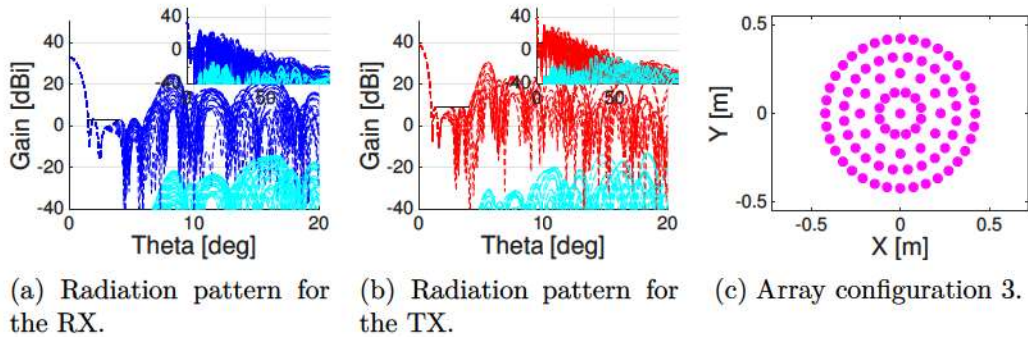 40
20
0
-20
-40
0
10
20
Gain [dBi]
Theta [deg]
40
0
-40
0
50
40
20
0
-20
-40
0
10
20
Gain [dBi]
Theta [deg]
40
0
-40
0
50
0.5
0
-0.5
-0.5
0
0.5
Y [m]
X [m]
(a) Radiation pattern for
the RX.
(b) Radiation pattern for
the TX.
(c) Array configuration 3.